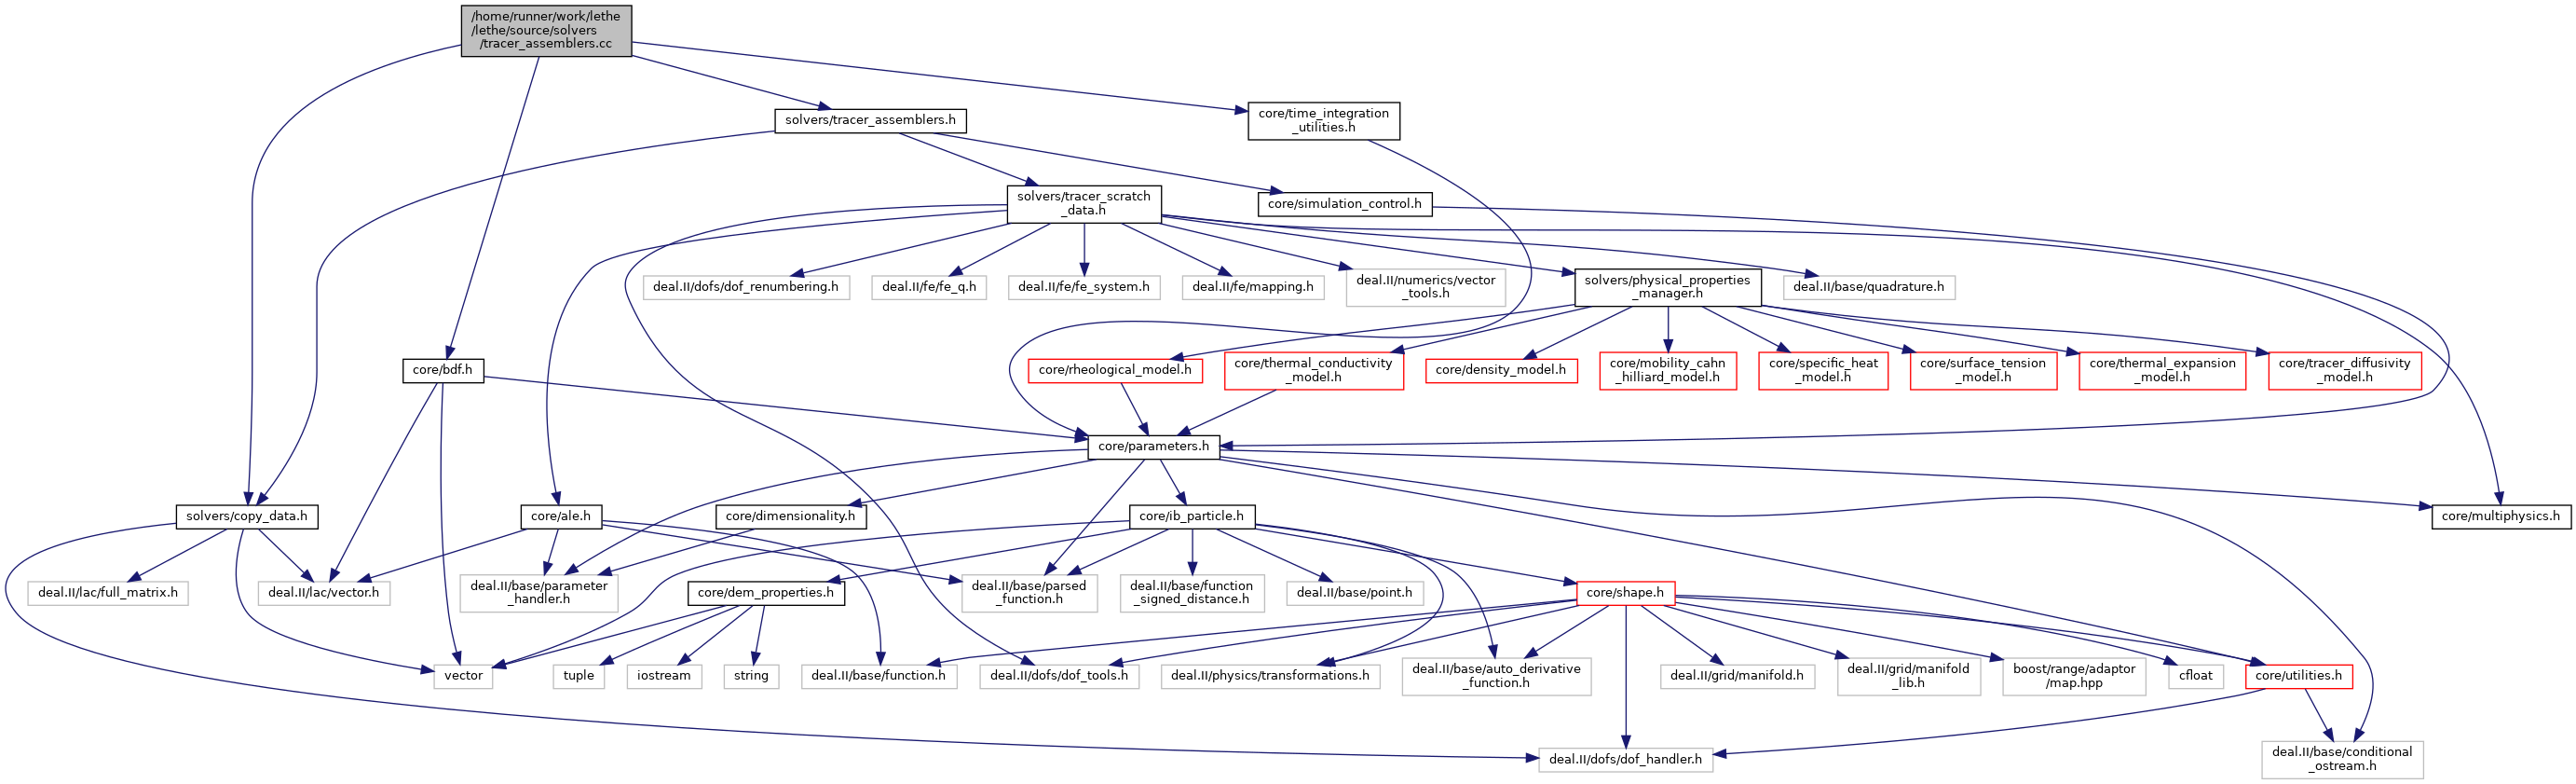 /home/runner/work/lethe
/lethe/source/solvers
/tracer_assemblers.cc
core/time_integration
_utilities.h
solvers/tracer_assemblers.h
solvers/tracer_scratch
_data.h
core/simulation_control.h
deal.II/dofs/dof_renumbering.h
deal.II/fe/fe_q.h
deal.II/fe/fe_system.h
deal.II/fe/mapping.h
deal.II/numerics/vector
_tools.h
solvers/physical_properties
_manager.h
deal.II/base/quadrature.h
core/bdf.h
core/rheological_model.h
core/thermal_conductivity
_model.h
core/density_model.h
core/mobility_cahn
_hilliard_model.h
core/specific_heat
_model.h
core/surface_tension
_model.h
core/thermal_expansion
_model.h
core/tracer_diffusivity
_model.h
core/parameters.h
solvers/copy_data.h
core/ale.h
core/dimensionality.h
core/ib_particle.h
core/multiphysics.h
deal.II/lac/full_matrix.h
deal.II/lac/vector.h
deal.II/base/parameter
_handler.h
core/dem_properties.h
deal.II/base/parsed
_function.h
deal.II/base/function
_signed_distance.h
deal.II/base/point.h
core/shape.h
vector
tuple
iostream
string
deal.II/base/function.h
deal.II/dofs/dof_tools.h
deal.II/physics/transformations.h
deal.II/base/auto_derivative
_function.h
deal.II/grid/manifold.h
deal.II/grid/manifold
_lib.h
boost/range/adaptor
/map.hpp
cfloat
core/utilities.h
deal.II/dofs/dof_handler.h
deal.II/base/conditional
_ostream.h